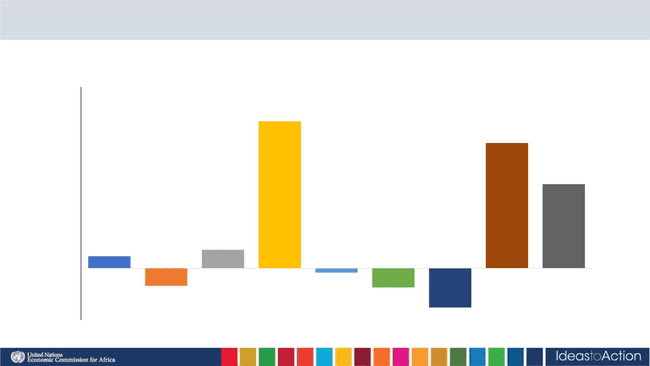 United Nations
Economic Commission for Africa
IdeastoAction